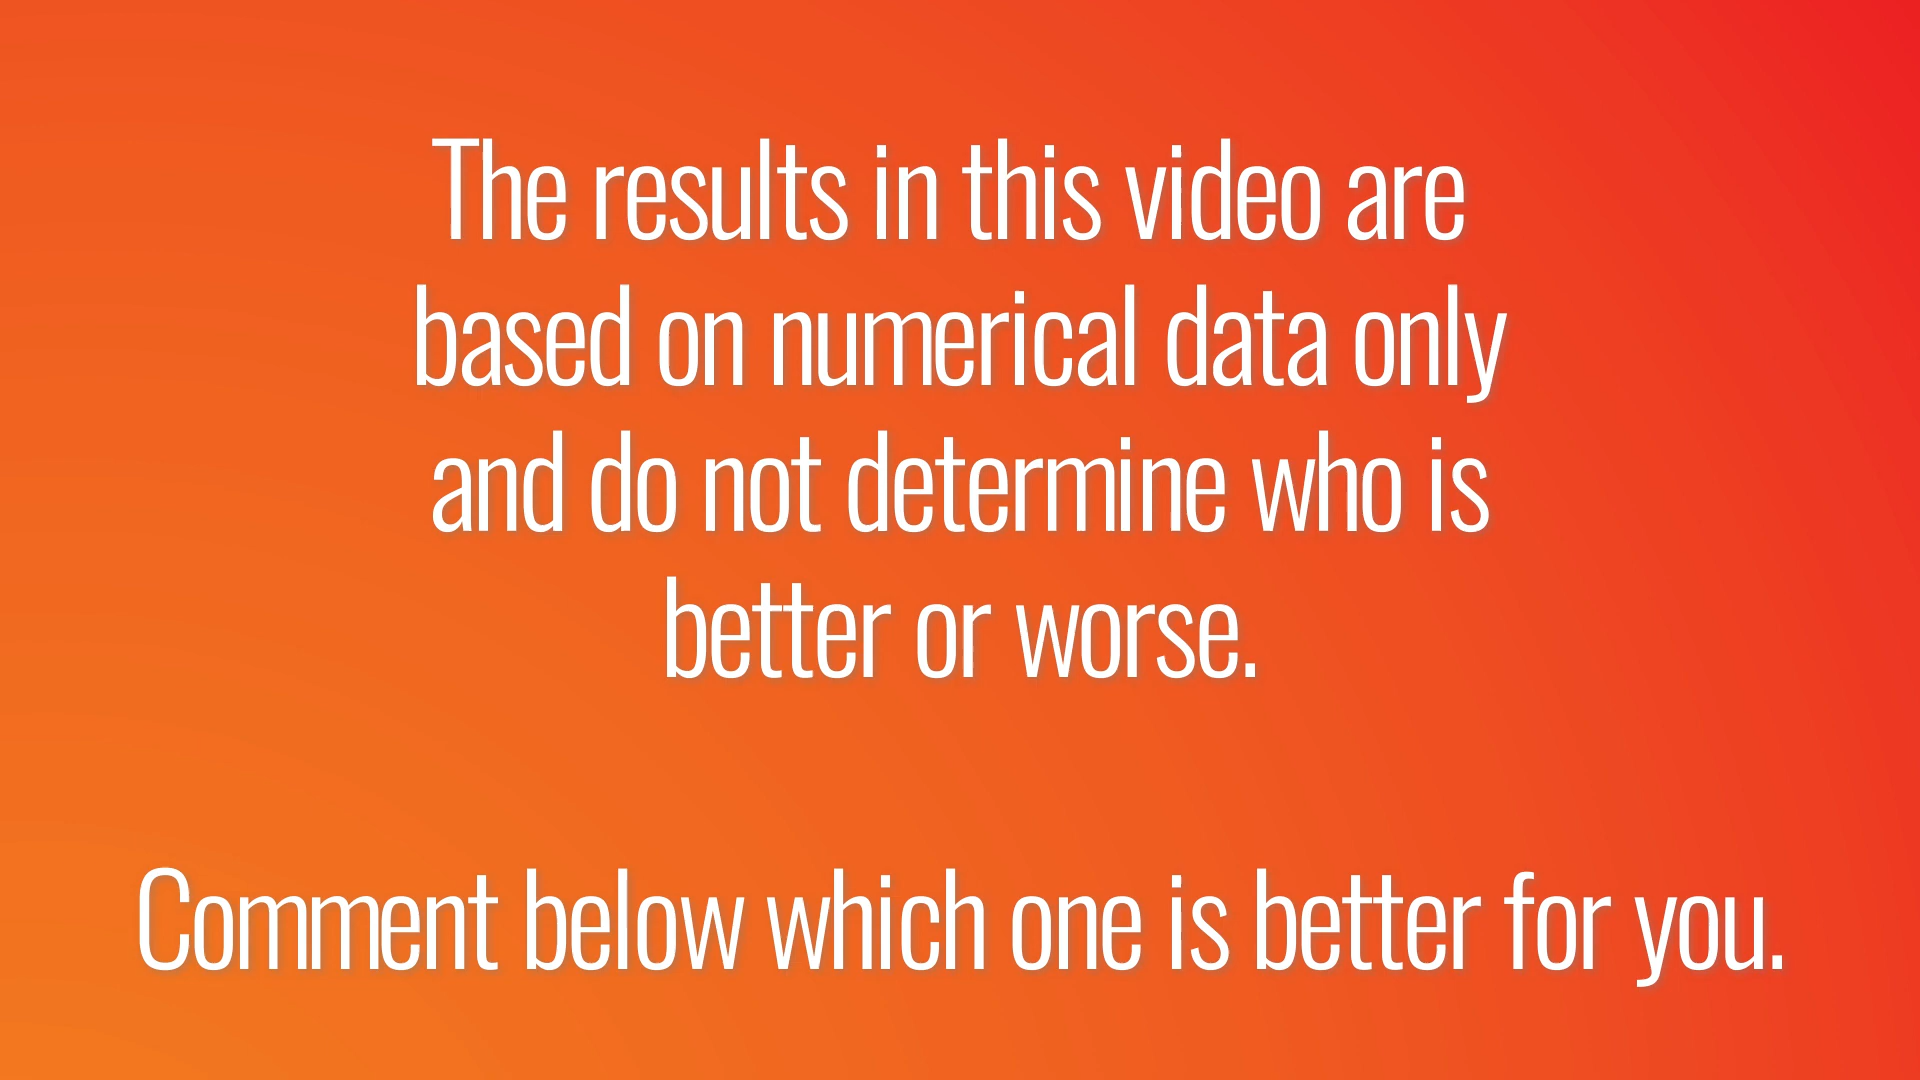 The results in this video are
based on numerical data only
and do not determine who is
better or worse.
Comment below which one is better for you.